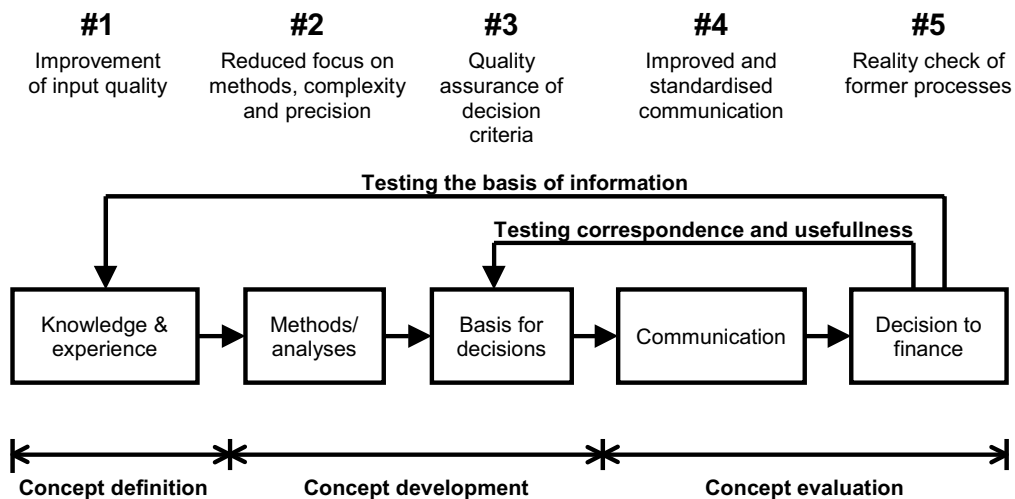 #1
Improvement
of input quality
#2
Reduced focus on
methods, complexity
and precision
#3
Quality
assurance of
decision
criteria
#4
Improved and
standardised
communication
#5
Reality check of
former processes
Testing the basis of information
Testing correspondence and usefullness
Knowledge &
experience
Methods/
analyses
Basis for
decisions
Communication
Decision to
finance
Concept definition
Concept development
Concept evaluation